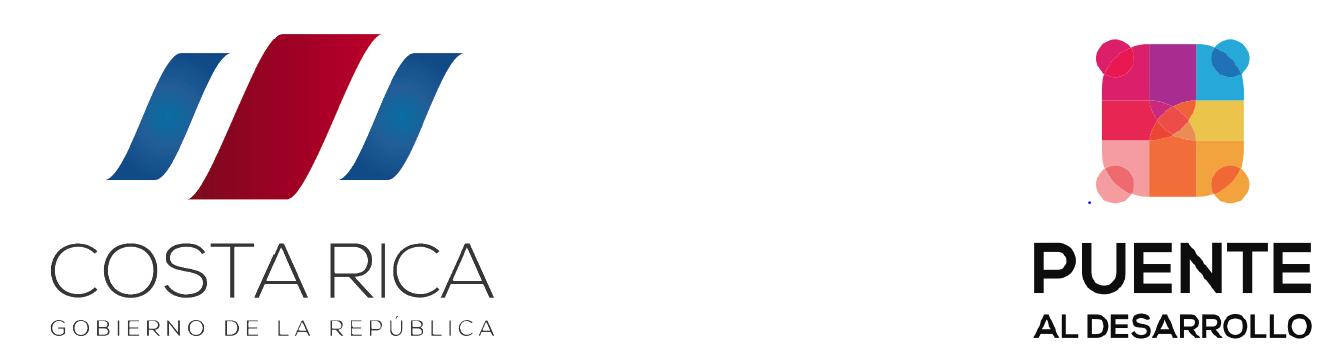 COSTA RICA
GOBIERNO DE LA REPÚBLICA
PUENTE
AL DESARROLLO